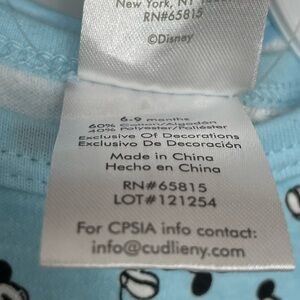 New York, NY
RN#65815
©Disney
6-9 months
60% Cotton/Algodón
40% Polyester/Poliéster
Exclusive Of Decorations
Exclusivo De Decoración
Made in China
Hecho en China
RN#65815
LOT#121254
For CPSIA info contact:
info@cudlieny.com